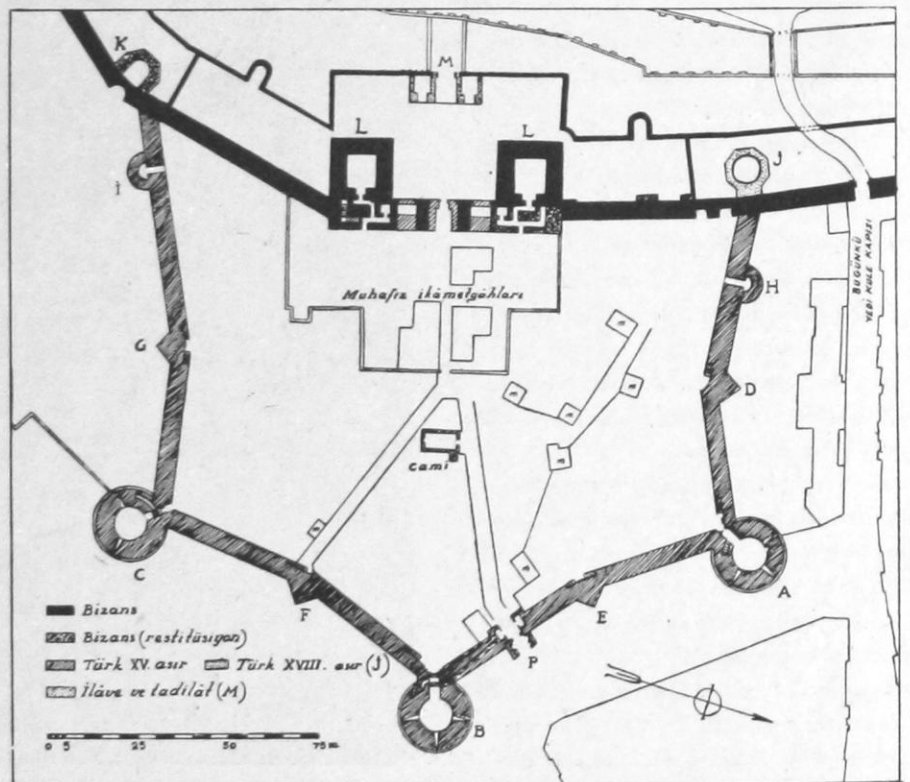 K
M
L
L
J
I
H
Muhafız ikâmetgâhları
BUGÜNKÜ
YEDİ KULE KAPISI
G
D
Cami
C
A
F
E
P
B
Bizans
Bizans (restitüsiyon)
Türk XV. asır
Türk XVIII. asır (J)
İlâve ve tadilât (M)
0 5 25 50 75 m.